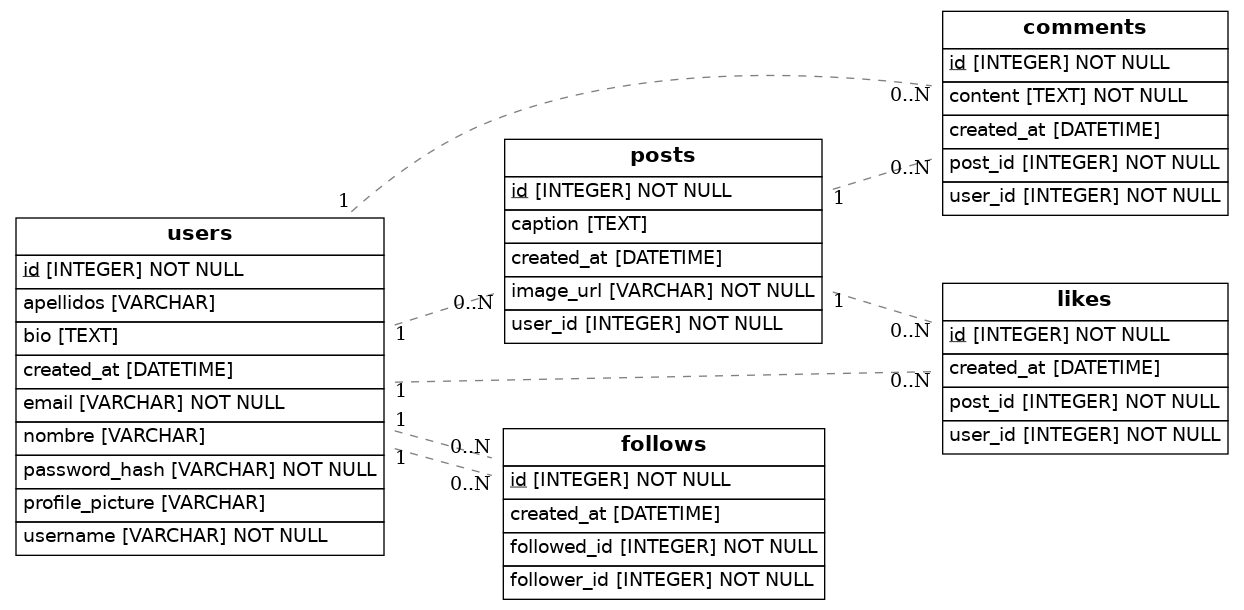 comments
id [INTEGER] NOT NULL
content [TEXT] NOT NULL
created_at [DATETIME]
post_id [INTEGER] NOT NULL
user_id [INTEGER] NOT NULL
0..N
0..N
posts
id [INTEGER] NOT NULL
caption [TEXT]
created_at [DATETIME]
image_url [VARCHAR] NOT NULL
user_id [INTEGER] NOT NULL
1
1
0..N
1
users
id [INTEGER] NOT NULL
apellidos [VARCHAR]
bio [TEXT]
created_at [DATETIME]
email [VARCHAR] NOT NULL
nombre [VARCHAR]
password_hash [VARCHAR] NOT NULL
profile_picture [VARCHAR]
username [VARCHAR] NOT NULL
1
1
1
1
likes
id [INTEGER] NOT NULL
created_at [DATETIME]
post_id [INTEGER] NOT NULL
user_id [INTEGER] NOT NULL
0..N
0..N
follows
id [INTEGER] NOT NULL
created_at [DATETIME]
followed_id [INTEGER] NOT NULL
follower_id [INTEGER] NOT NULL
0..N
0..N